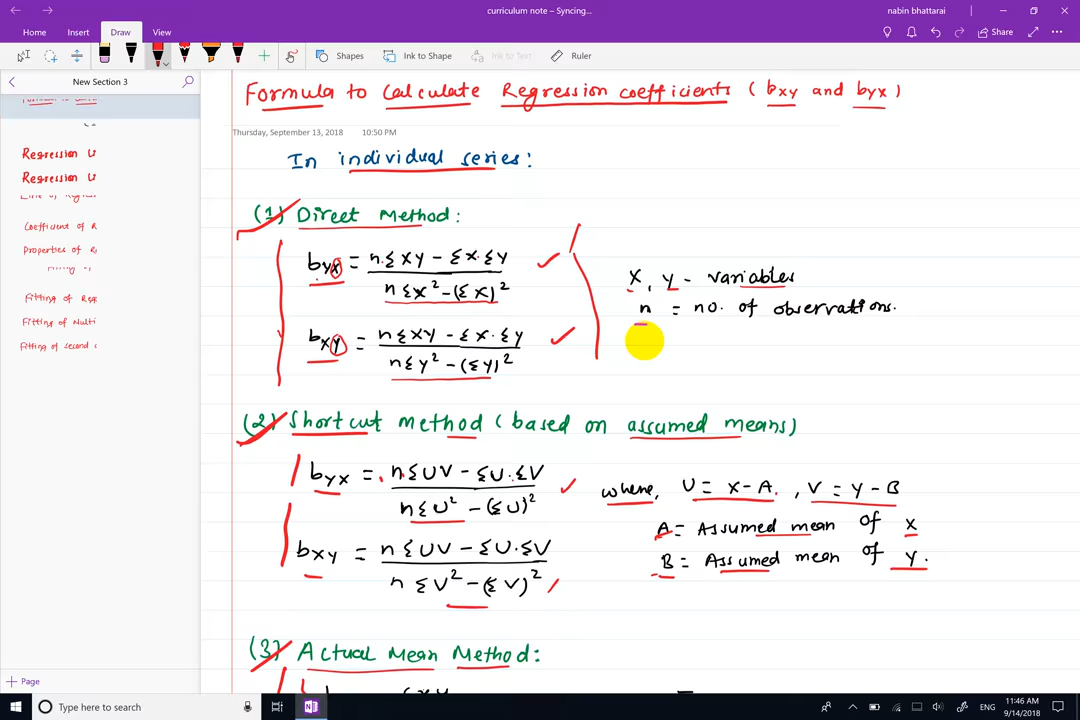 curriculum note - Syncing...
nabin bhattarai
Home Insert Draw View
Share
Shapes Ink to Shape Ink to Text Ruler
New Section 3
Formula to Calculate Regression coefficients (bxy and byx)
Thursday, September 13, 2018 10:50 PM
In individual series:
Regression U
Regression U
Line of Regres
Coefficient of R
Properties of R
Fitting of Reg
Fitting of Multi
Fitting of second o
(1) Direct Method:
byx = n.ΣXY - ΣX.ΣY / nΣX² - (ΣX)²
X, Y - variables
n = no. of observations.
bxy = nΣXY - ΣX.ΣY / nΣY² - (ΣY)²
(2) Shortcut method (based on assumed means)
byx = n.ΣUV - ΣU.ΣV / nΣU² - (ΣU)²
where, U = X-A, V = Y-B
A = Assumed mean of X
bxy = nΣUV - ΣU.ΣV / nΣV² - (ΣV)²
B = Assumed mean of Y.
(3) Actual Mean Method:
Page
Type here to search
ENG
11:46 AM
9/14/2018